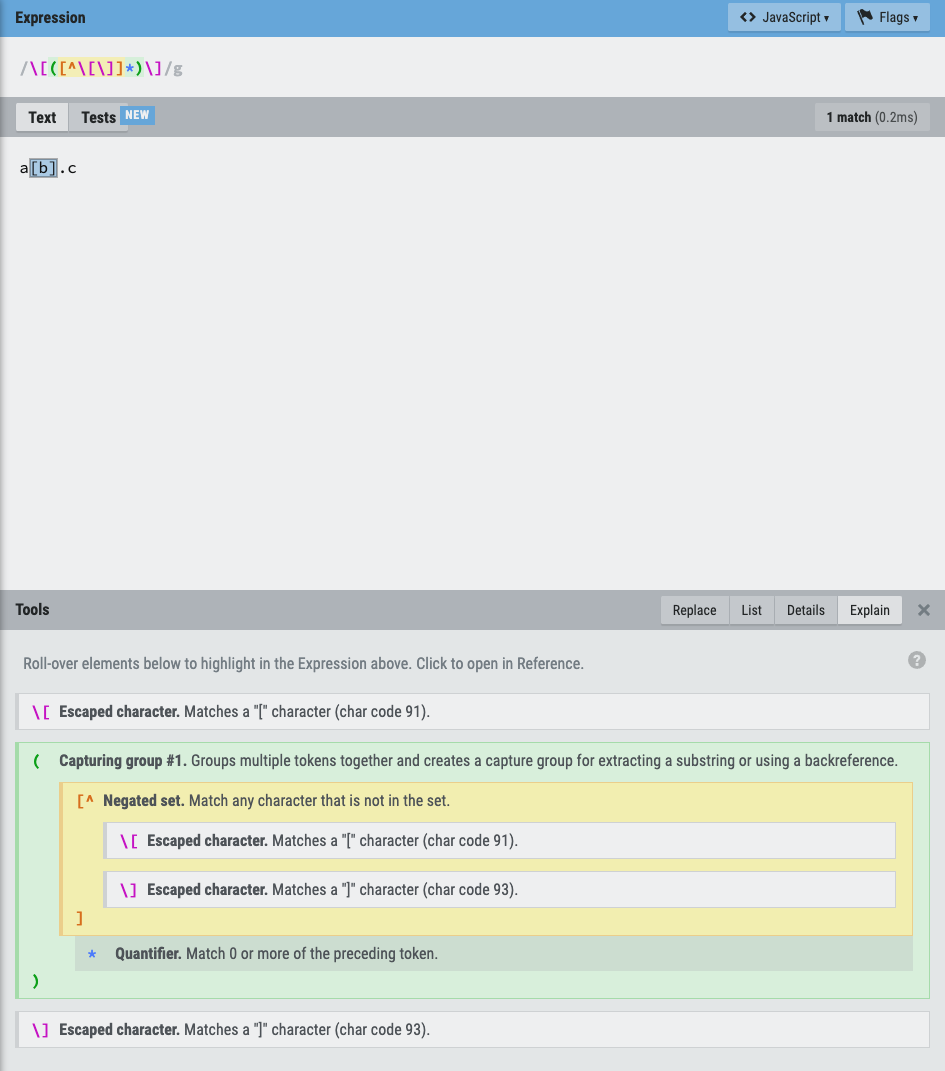 Expression
<> JavaScript ▾
Flags ▾
/\[([^\[\]]*)\]/g
Text
Tests NEW
1 match (0.2ms)
a[b].c
Tools
Replace
List
Details
Explain
Roll-over elements below to highlight in the Expression above. Click to open in Reference.
?
\[ Escaped character. Matches a "[" character (char code 91).
( Capturing group #1. Groups multiple tokens together and creates a capture group for extracting a substring or using a backreference.
[^ Negated set. Match any character that is not in the set.
\[ Escaped character. Matches a "[" character (char code 91).
\] Escaped character. Matches a "]" character (char code 93).
]
* Quantifier. Match 0 or more of the preceding token.
)
\] Escaped character. Matches a "]" character (char code 93).